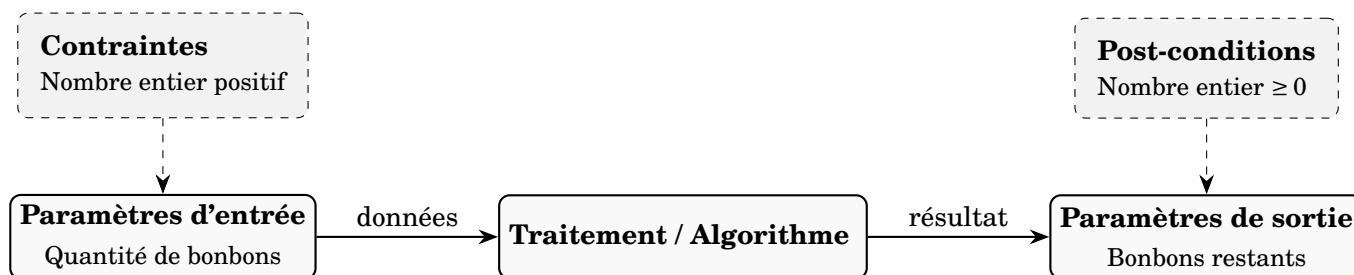 Contraintes
Nombre entier positif
Post-conditions
Nombre entier ≥ 0
Paramètres d'entrée
Quantité de bonbons
données
Traitement / Algorithme
résultat
Paramètres de sortie
Bonbons restants